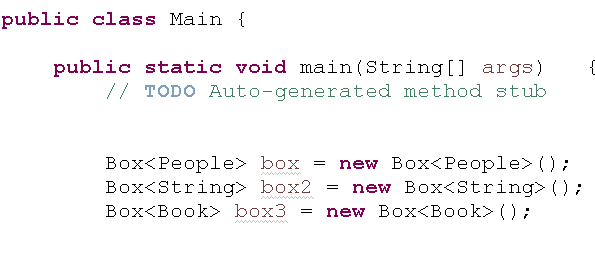 public class Main {
public static void main(String[] args) {
// TODO Auto-generated method stub
Box<People> box = new Box<People>();
Box<String> box2 = new Box<String>();
Box<Book> box3 = new Box<Book>();